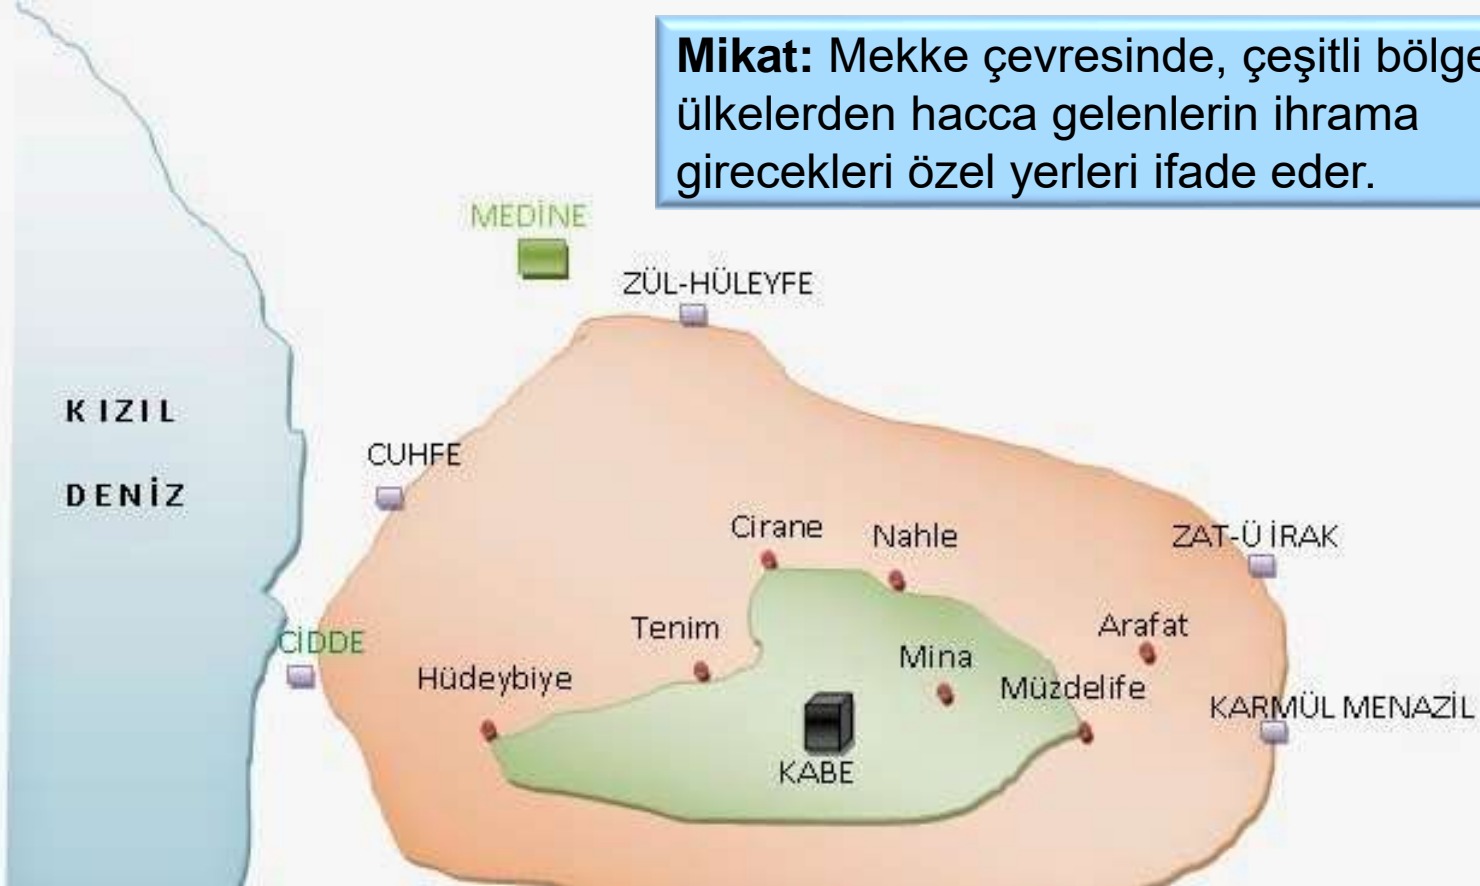 Mikat: Mekke çevresinde, çeşitli bölge
ülkelerden hacca gelenlerin ihrama
girecekleri özel yerleri ifade eder.
MEDİNE
ZÜL-HÜLEYFE
KIZIL
DENİZ
CUHFE
Cirane
Nahle
ZAT-Ü İRAK
CİDDE
Tenim
Arafat
Hüdeybiye
Mina
Müzdelife
KARMÜL MENAZİL
KABE